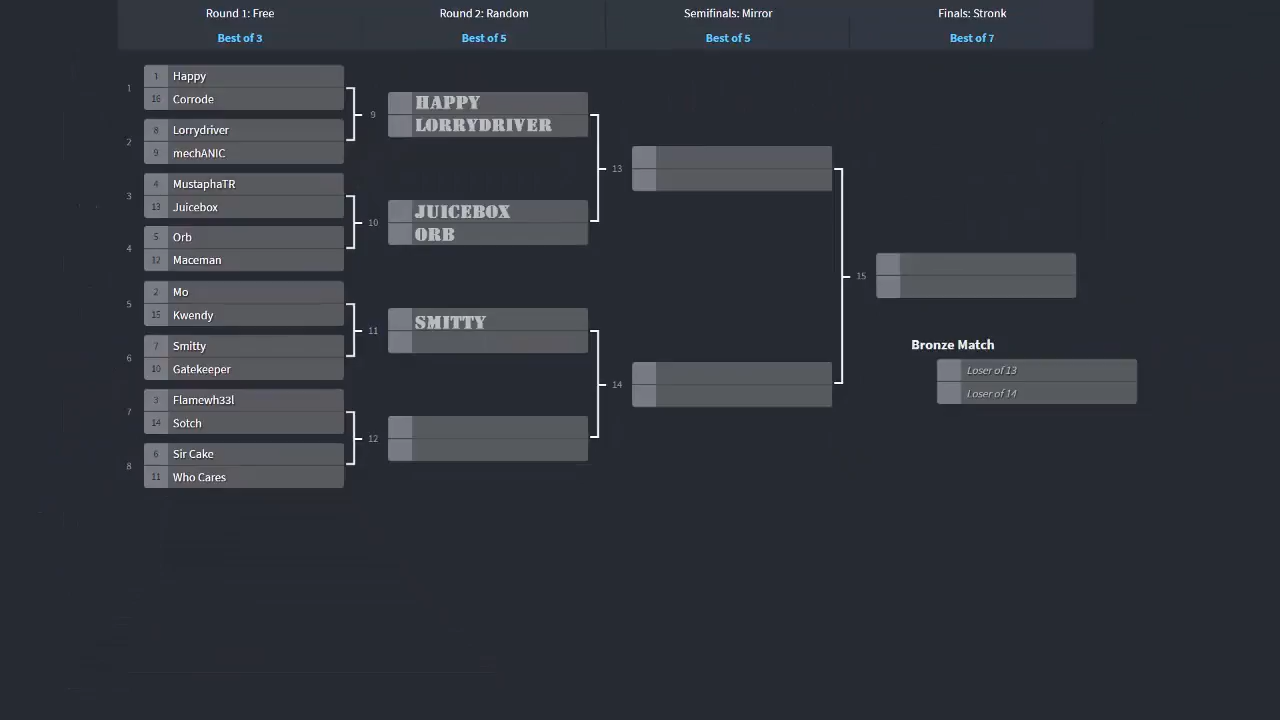 Round 1: Free
Best of 3
Round 2: Random
Best of 5
Semifinals: Mirror
Best of 5
Finals: Stronk
Best of 7
1
1 Happy
16 Corrode
2
8 Lorrydriver
9 mechANIC
3
4 MustaphaTR
13 Juicebox
4
5 Orb
12 Maceman
5
2 Mo
15 Kwendy
6
7 Smitty
10 Gatekeeper
7
3 Flamewh33l
14 Sotch
8
6 Sir Cake
11 Who Cares
9
HAPPY
LORRYDRIVER
10
JUICEBOX
ORB
11
SMITTY
12
13
14
15
Bronze Match
Loser of 13
Loser of 14